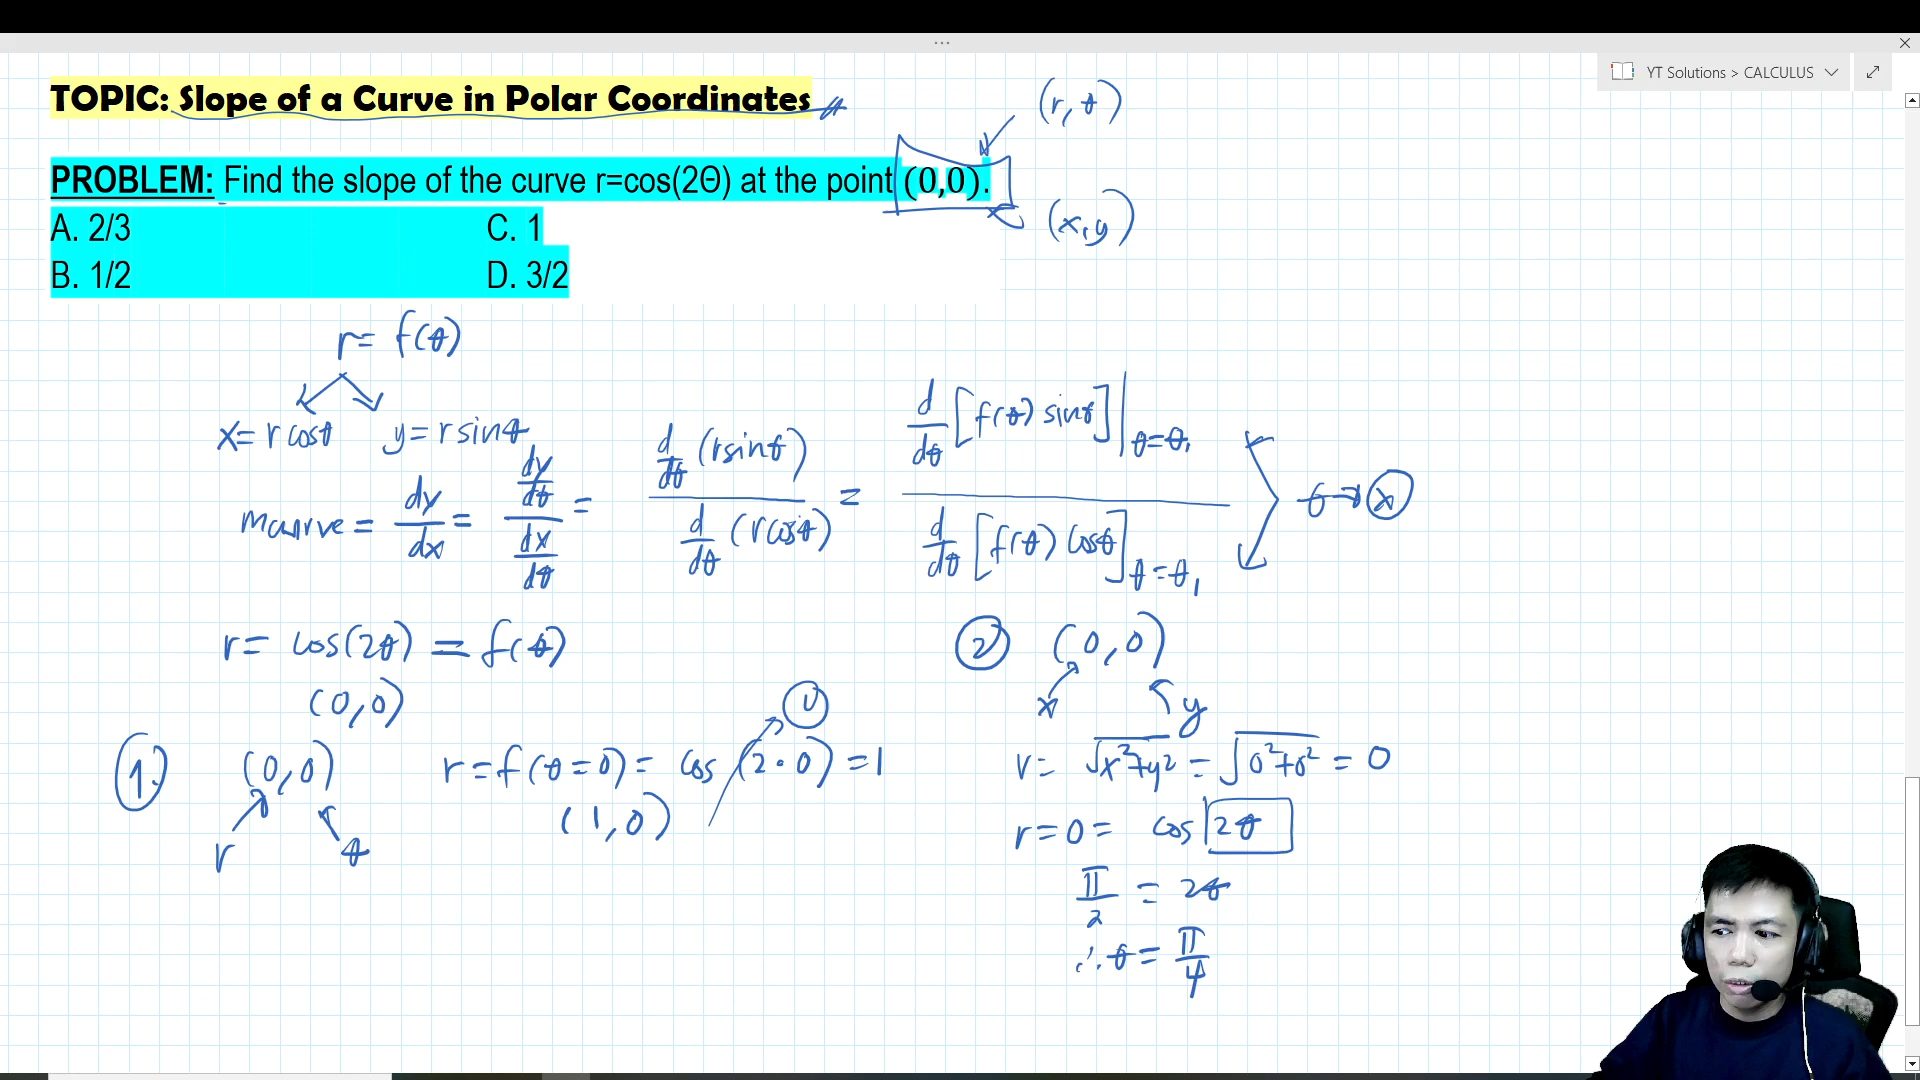 YT Solutions > CALCULUS
TOPIC: Slope of a Curve in Polar Coordinates
(r, θ)
PROBLEM: Find the slope of the curve r=cos(2Θ) at the point (0,0).
(x,y)
A. 2/3 C. 1
B. 1/2 D. 3/2
r = f(θ)
x = r cosθ y = r sinθ
mcurve = dy/dx = (dy/dθ)/(dx/dθ) = (d/dθ (rsinθ))/(d/dθ (rcosθ)) = (d/dθ [f(θ) sinθ]|θ=θ₁)/(d/dθ [f(θ) cosθ]θ=θ₁) θ → x
r = cos(2θ) = f(θ)
(0,0)
1. (0,0) r = f(θ=0) = cos(2·0) = 1
r θ
(1,0)
2 (0,0)
x y
r = √x²+y² = √0²+0² = 0
r = 0 = cos 2θ
π/2 = 2θ
∴ θ = π/4